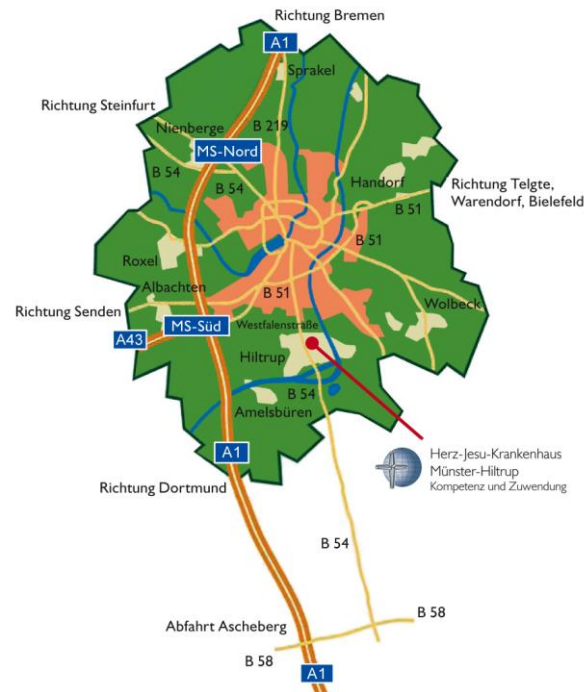 Richtung Bremen
A1
Sprakel
Richtung Steinfurt
Nienberge
B 219
MS-Nord
B 54
B 54
Handorf
Richtung Telgte,
Warendorf, Bielefeld
B 51
B 51
Roxel
Albachten
B 51
Richtung Senden
Wolbeck
MS-Süd
Westfalenstraße
A43
Hiltrup
B 54
Amelsbüren
A1
Herz-Jesu-Krankenhaus
Münster-Hiltrup
Kompetenz und Zuwendung
Richtung Dortmund
B 54
B 58
Abfahrt Ascheberg
B 58
A1